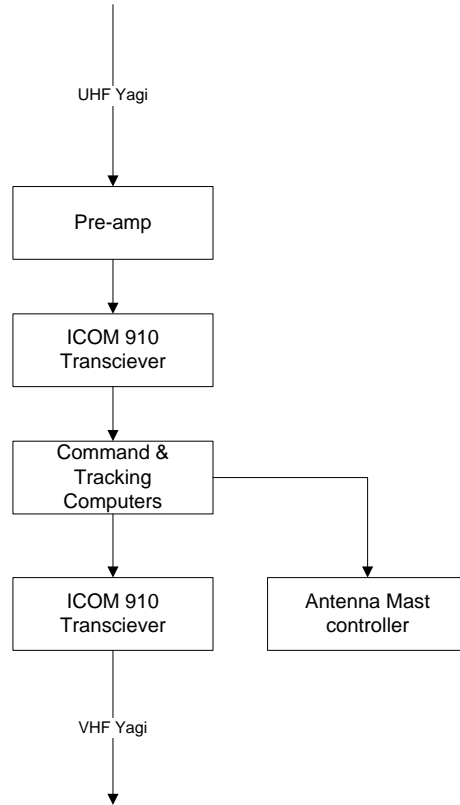 UHF Yagi
Pre-amp
ICOM 910
Transciever
Command &
Tracking
Computers
ICOM 910
Transciever
Antenna Mast
controller
VHF Yagi